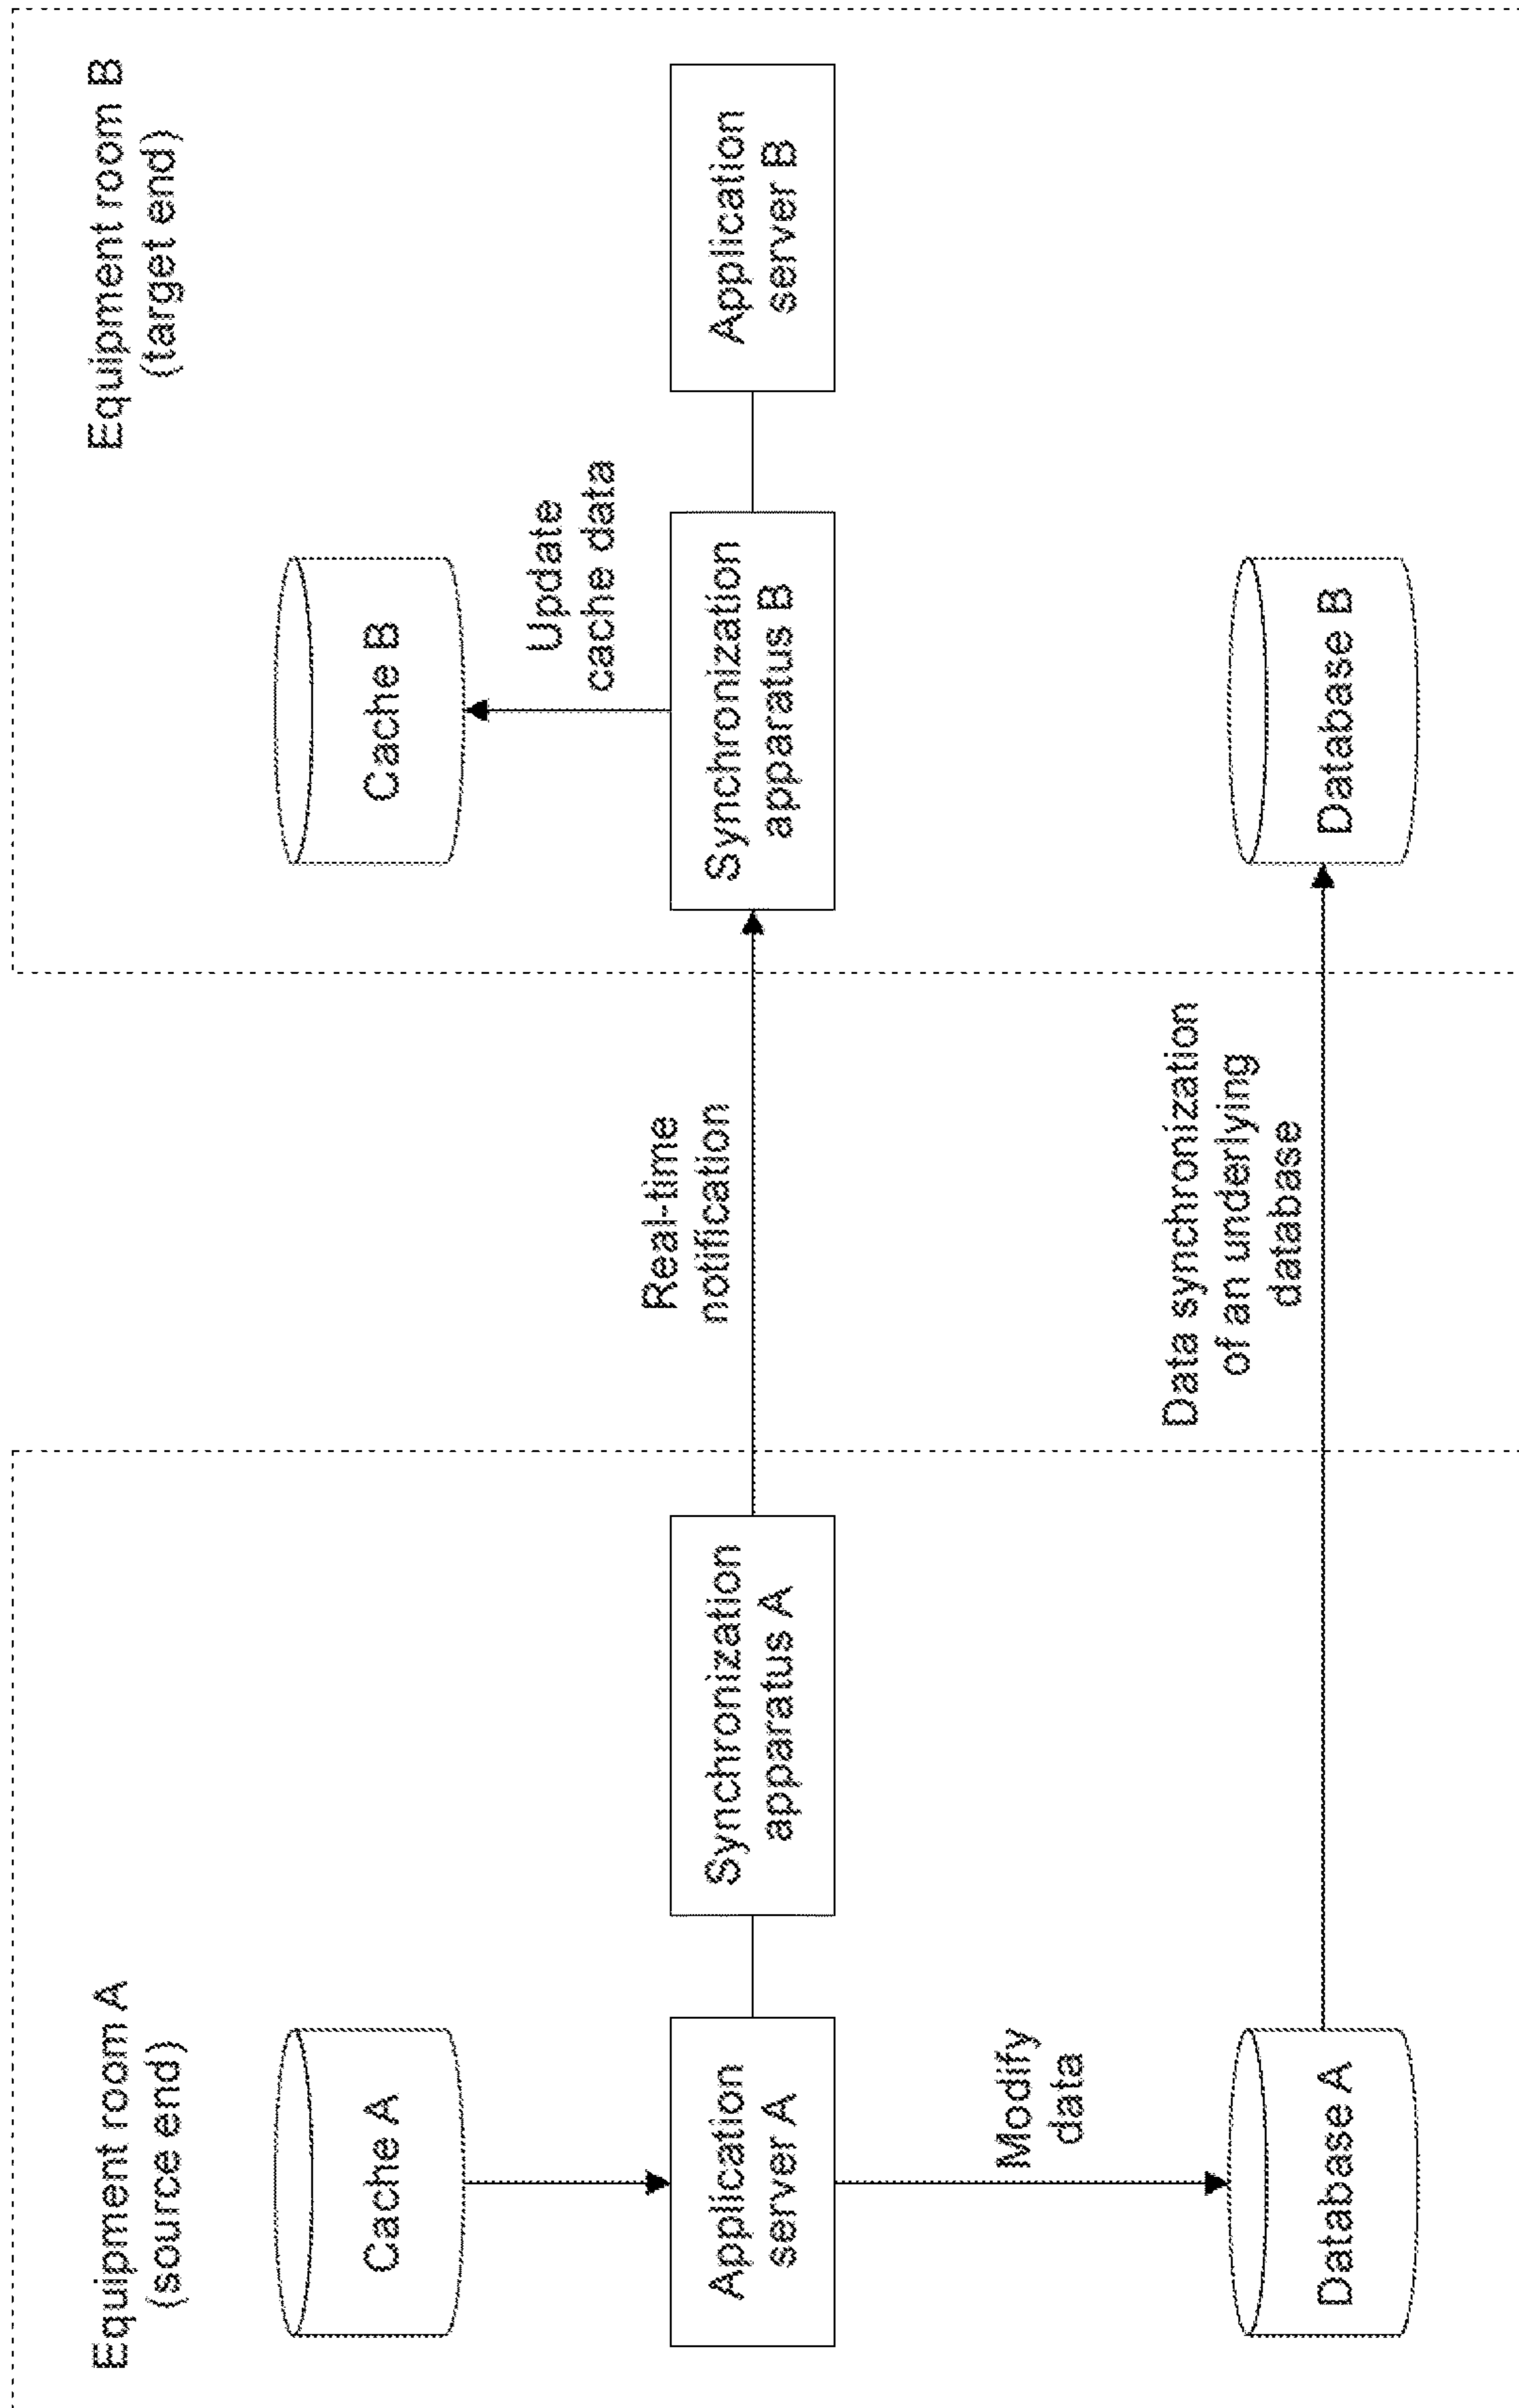 Equipment room A
(source end)
Cache A
Application
server A
Modify
data
Database A
Synchronization
apparatus A
Real-time
notification
Data synchronization
of an underlying
database
Equipment room B
(target end)
Cache B
Update
cache data
Synchronization
apparatus B
Application
server B
Database B